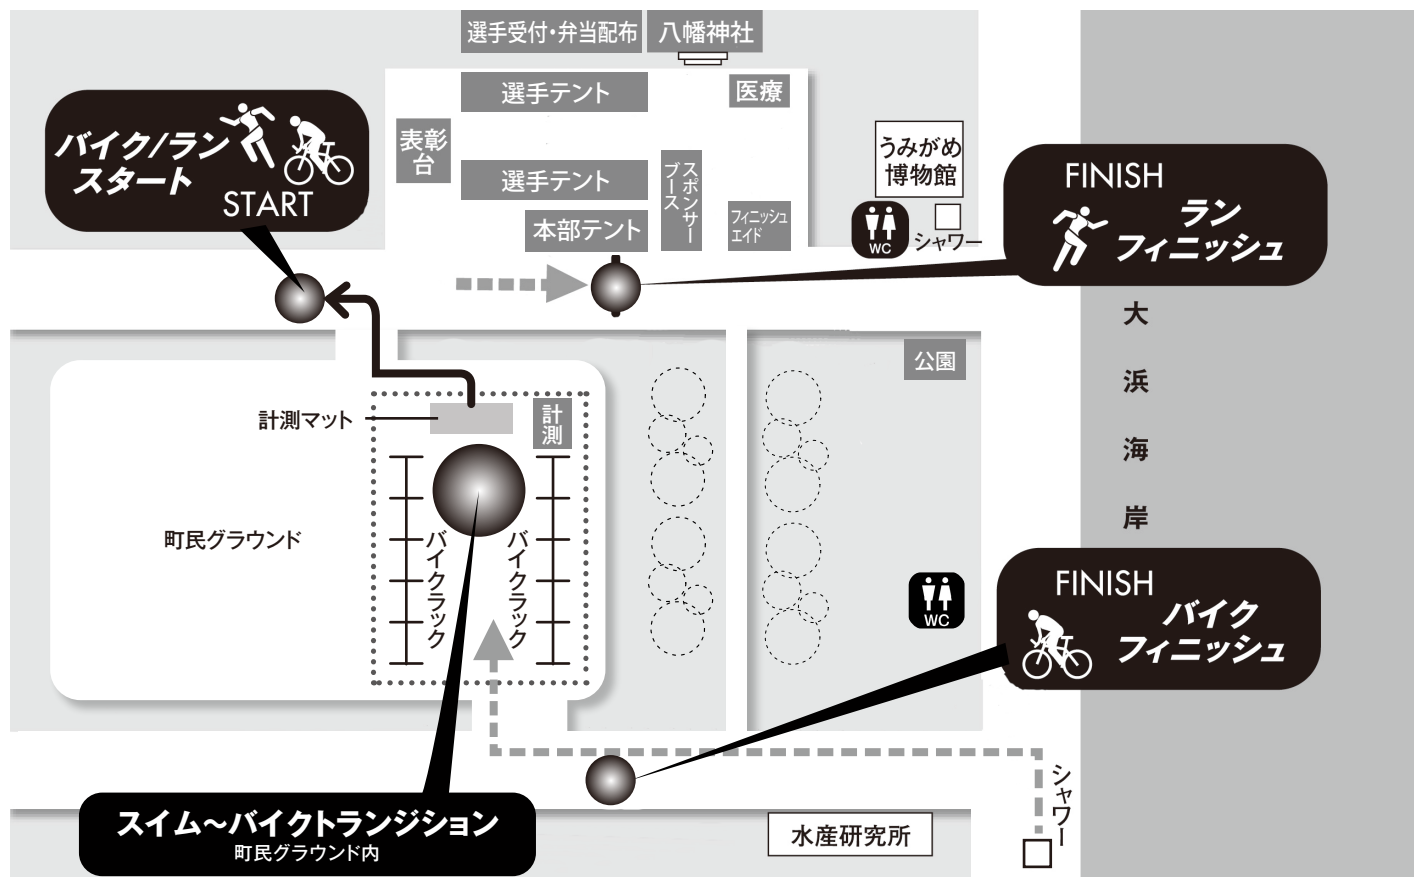 選手受付・弁当配布
八幡神社
選手テント
医療
表彰
台
選手テント
スポンサー
ブース
本部テント
フィニッシュ
エイド
うみがめ
博物館
シャワー
WC
バイク/ラン
スタート
START
FINISH
ラン
フィニッシュ
大浜海岸
公園
計測マット
計測
町民グラウンド
バイクラック
バイクラック
WC
FINISH
バイク
フィニッシュ
シャワー
スイム〜バイクトランジション
町民グラウンド内
水産研究所